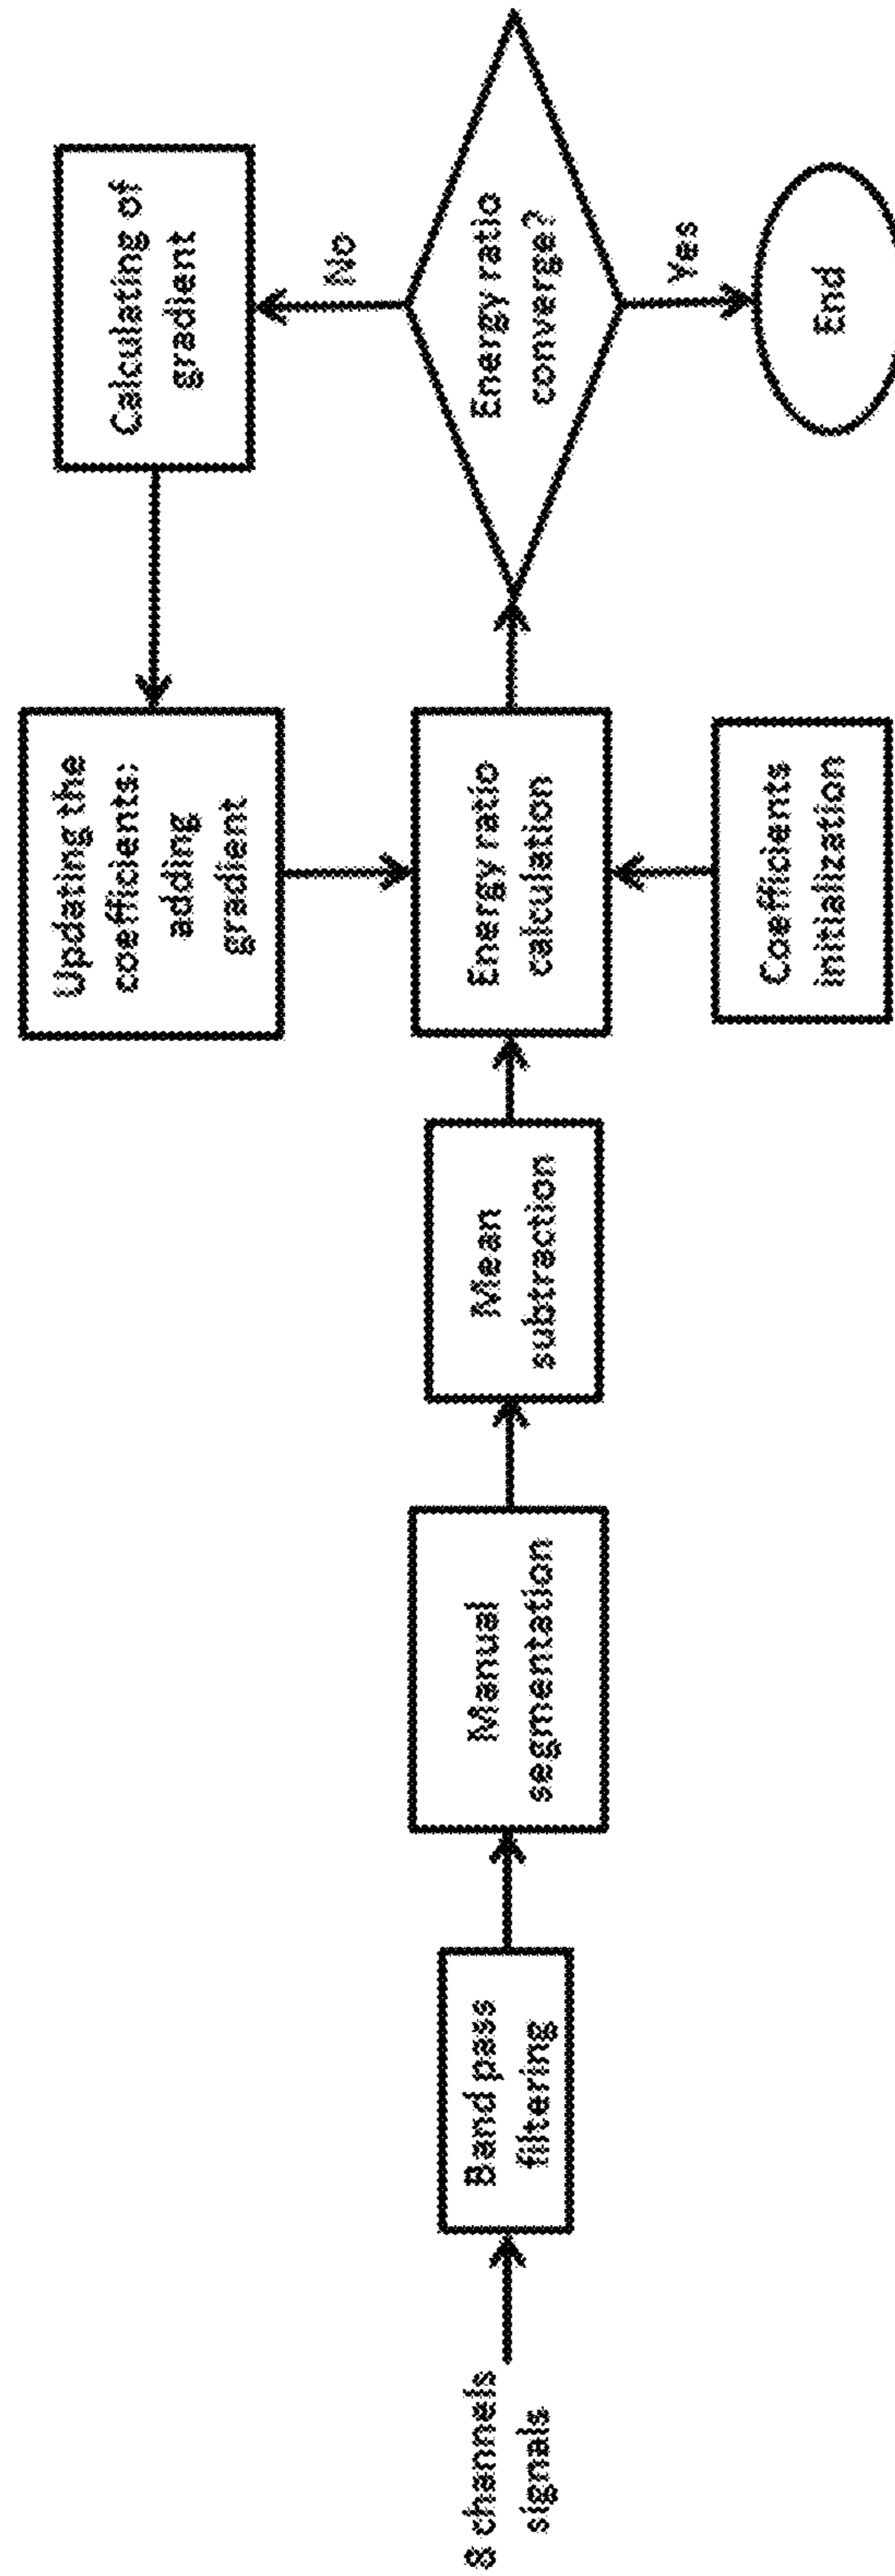 8 channels
signals
Band pass
filtering
Manual
segmentation
Mean
subtraction
Energy ratio
calculation
Coefficients
initialization
Updating the
coefficients:
adding
gradient
Calculating of
gradient
No
Energy ratio
converge?
Yes
End